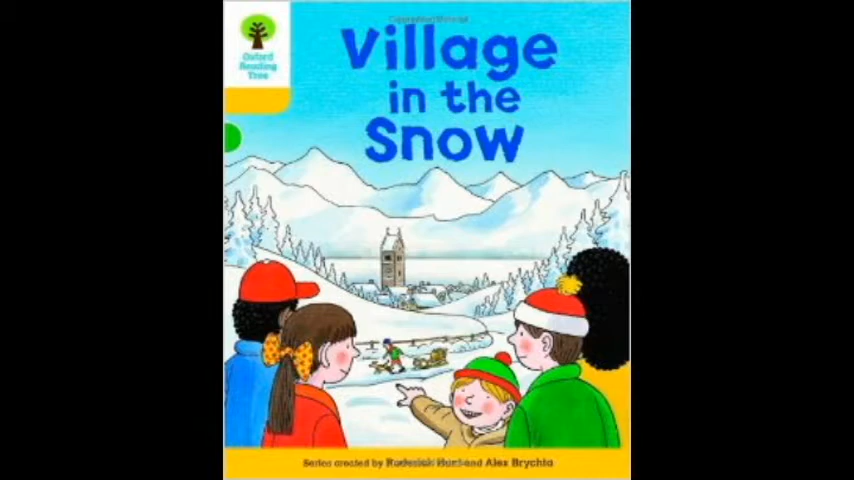 Oxford
Reading
Tree
Village
in the
Snow
Series created by Roderick Hunt and Alex Brychta